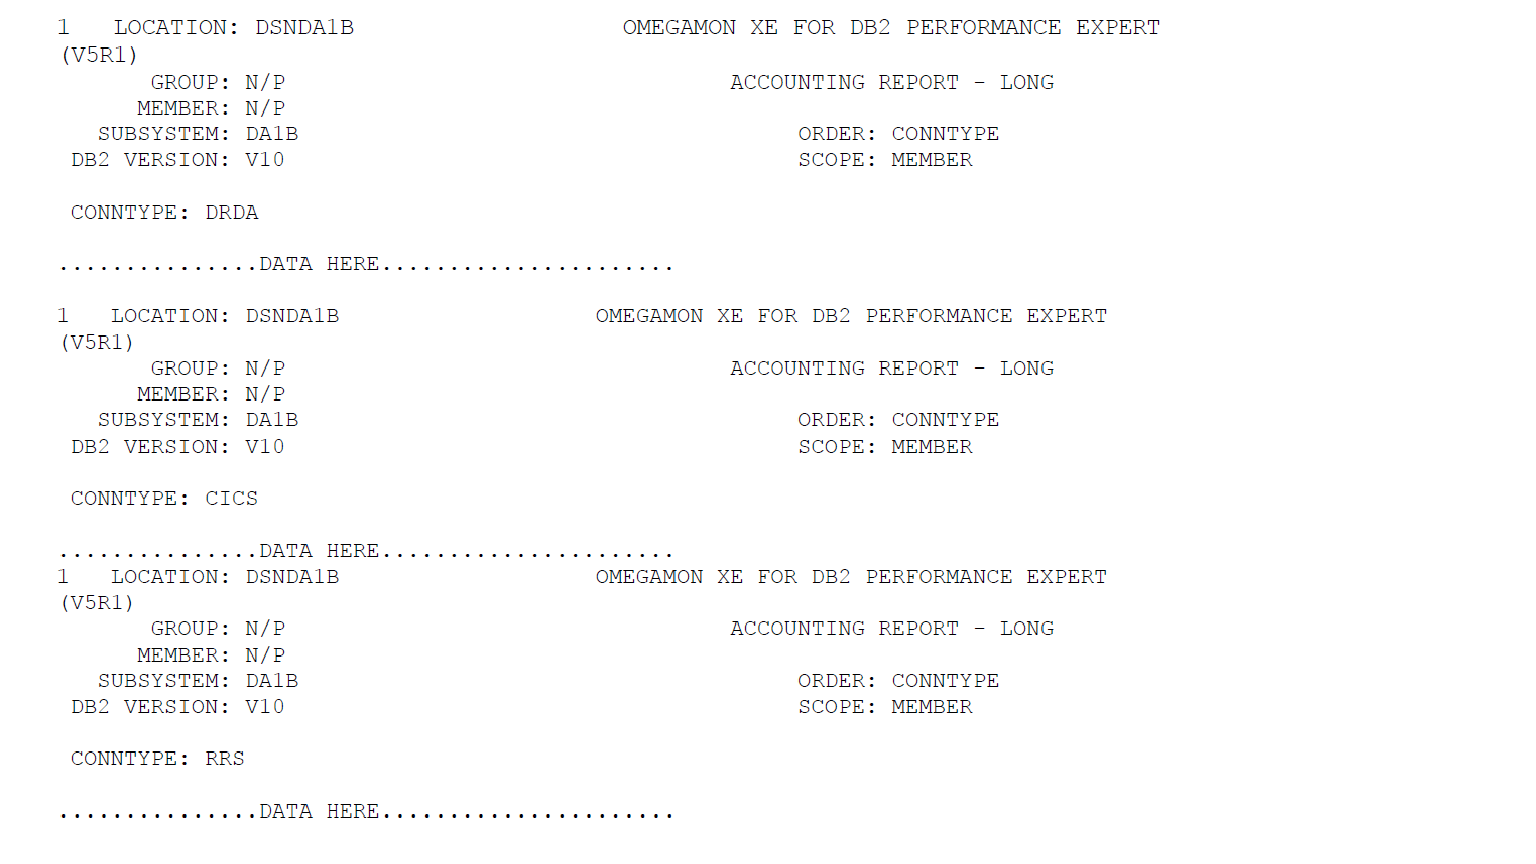 1 LOCATION: DSNDA1B OMEGAMON XE FOR DB2 PERFORMANCE EXPERT
(V5R1)
GROUP: N/P ACCOUNTING REPORT - LONG
MEMBER: N/P
SUBSYSTEM: DA1B ORDER: CONNTYPE
DB2 VERSION: V10 SCOPE: MEMBER
CONNTYPE: DRDA
...............DATA HERE......................
1 LOCATION: DSNDA1B OMEGAMON XE FOR DB2 PERFORMANCE EXPERT
(V5R1)
GROUP: N/P ACCOUNTING REPORT - LONG
MEMBER: N/P
SUBSYSTEM: DA1B ORDER: CONNTYPE
DB2 VERSION: V10 SCOPE: MEMBER
CONNTYPE: CICS
...............DATA HERE......................
1 LOCATION: DSNDA1B OMEGAMON XE FOR DB2 PERFORMANCE EXPERT
(V5R1)
GROUP: N/P ACCOUNTING REPORT - LONG
MEMBER: N/P
SUBSYSTEM: DA1B ORDER: CONNTYPE
DB2 VERSION: V10 SCOPE: MEMBER
CONNTYPE: RRS
...............DATA HERE......................